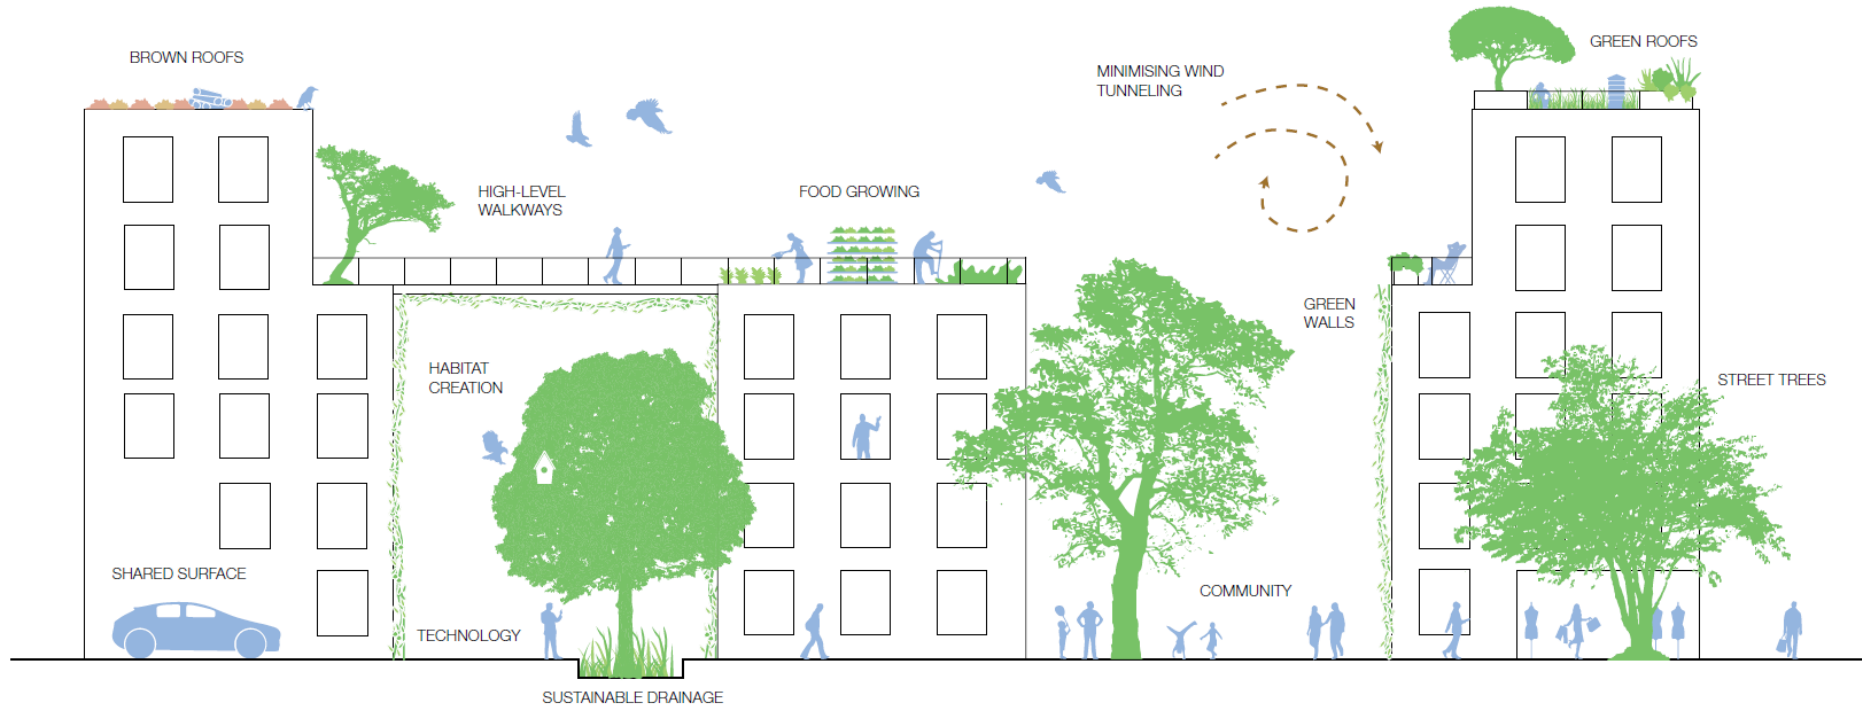 BROWN ROOFS
GREEN ROOFS
MINIMISING WIND
TUNNELING
HIGH-LEVEL
WALKWAYS
FOOD GROWING
GREEN
WALLS
HABITAT
CREATION
STREET TREES
SHARED SURFACE
COMMUNITY
TECHNOLOGY
SUSTAINABLE DRAINAGE